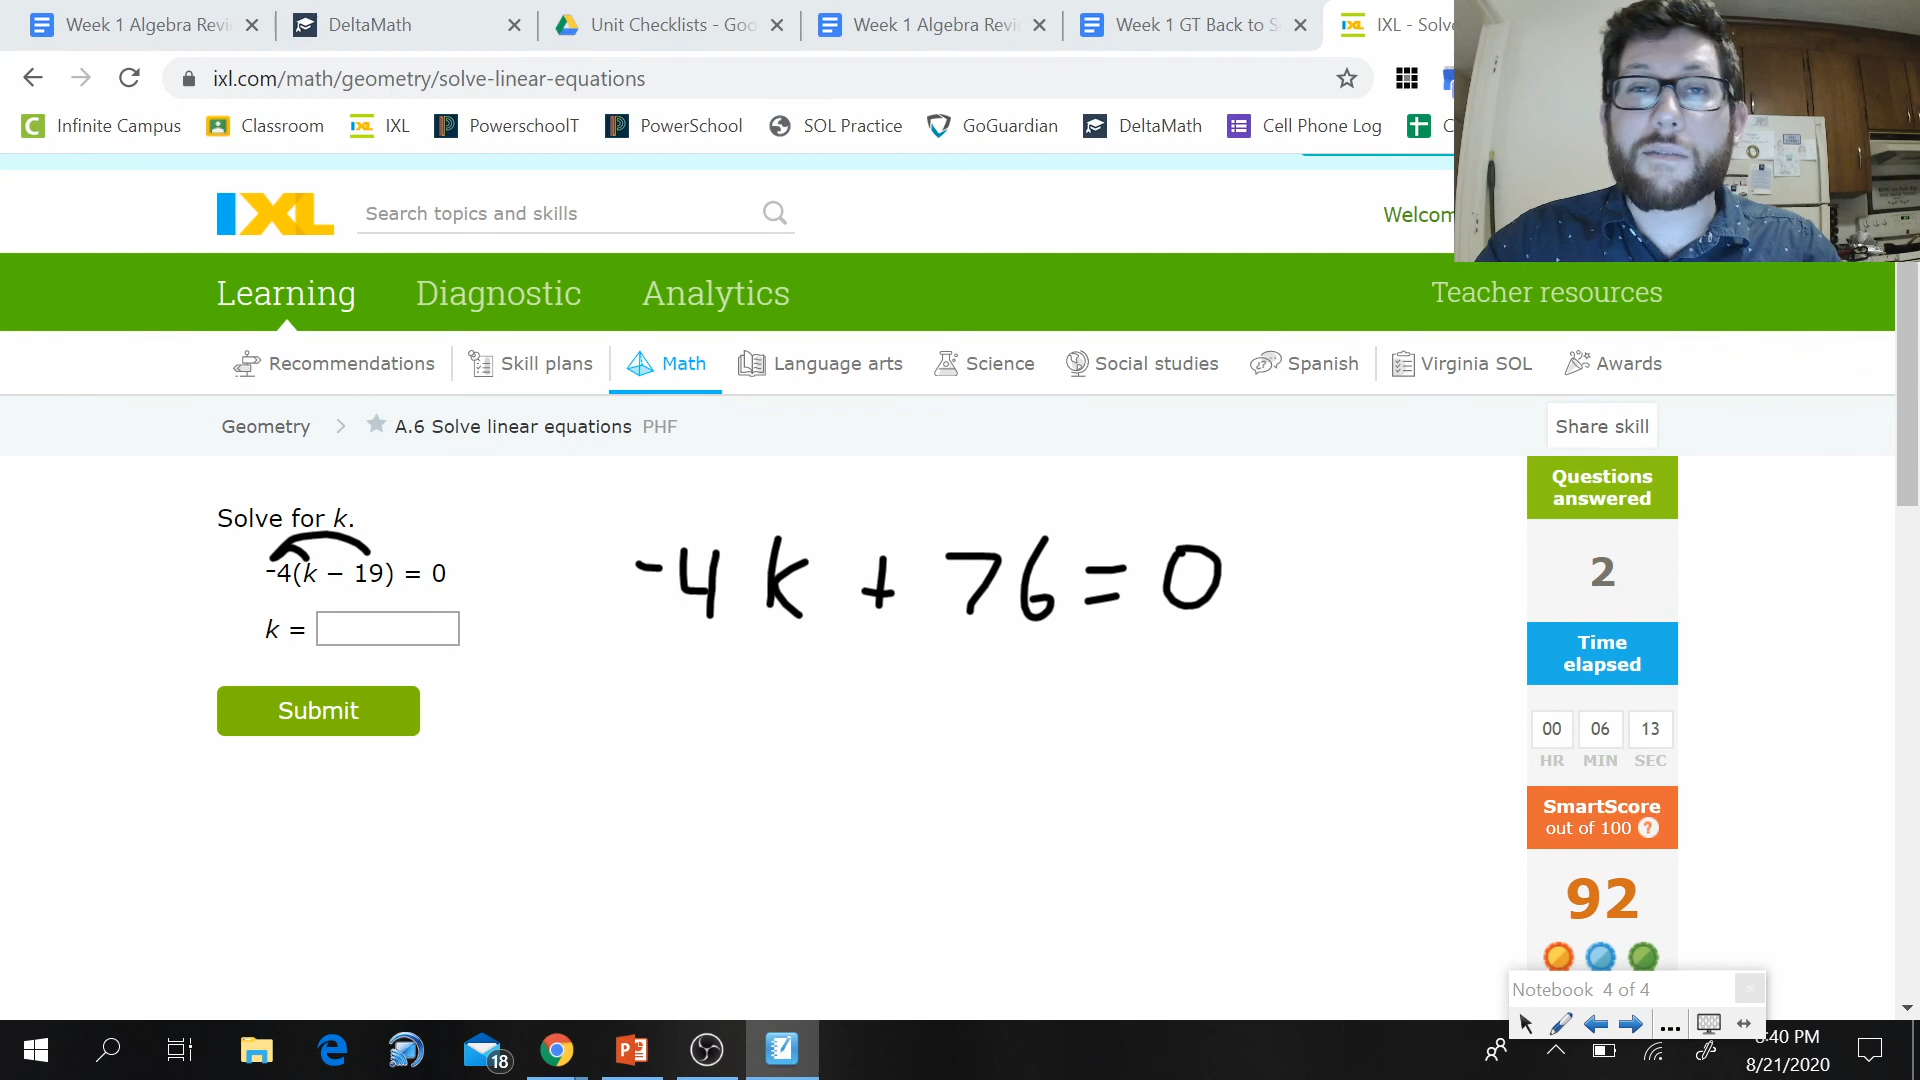 Week 1 Algebra Revi
DeltaMath
Unit Checklists - Goo
Week 1 Algebra Revi
Week 1 GT Back to S
IXL - Solve
ixl.com/math/geometry/solve-linear-equations
Infinite Campus
Classroom
IXL
PowerschoolT
PowerSchool
SOL Practice
GoGuardian
DeltaMath
Cell Phone Log
C
IXL
Search topics and skills
Welcom
Learning
Diagnostic
Analytics
Teacher resources
Recommendations
Skill plans
Math
Language arts
Science
Social studies
Spanish
Virginia SOL
Awards
Geometry > A.6 Solve linear equations PHF
Share skill
Solve for k.
-4(k − 19) = 0
k =
Submit
-4k + 76 = 0
Questions
answered
2
Time
elapsed
00 06 13
HR MIN SEC
SmartScore
out of 100 ?
92
Notebook 4 of 4
18
:40 PM
8/21/2020